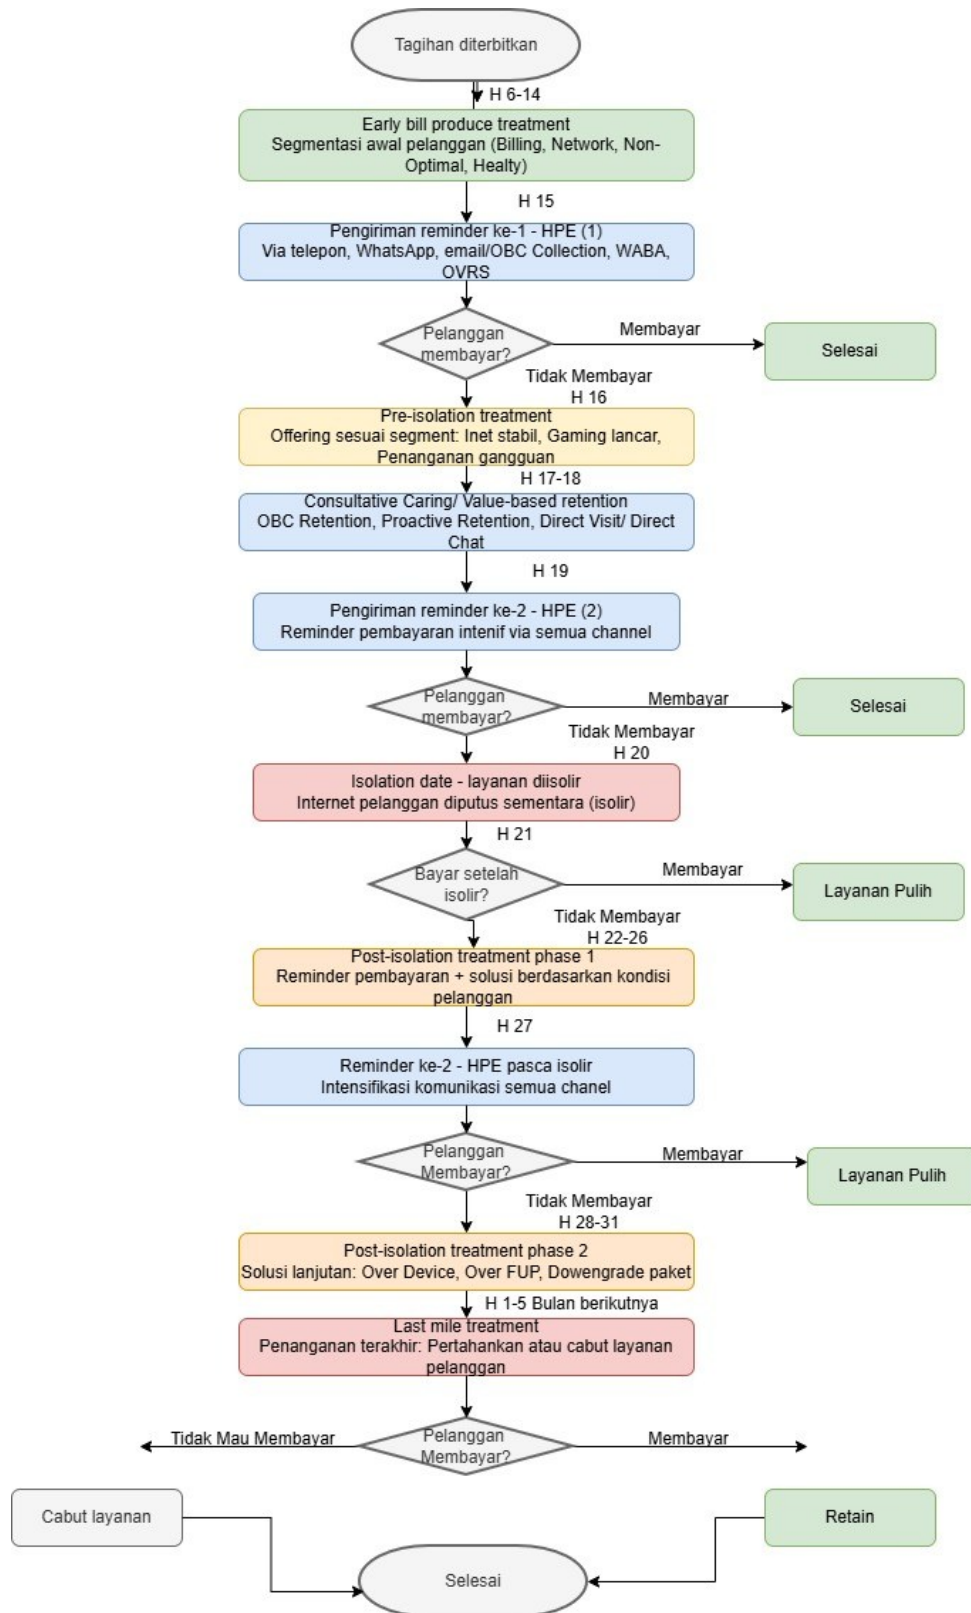 Tagihan diterbitkan
H 6-14
Early bill produce treatment
Segmentasi awal pelanggan (Billing, Network, Non-
Optimal, Healty)
H 15
Pengiriman reminder ke-1 - HPE (1)
Via telepon, WhatsApp, email/OBC Collection, WABA,
OVRS
Pelanggan
membayar?
Membayar
Selesai
Tidak Membayar
H 16
Pre-isolation treatment
Offering sesuai segment: Inet stabil, Gaming lancar,
Penanganan gangguan
H 17-18
Consultative Caring/ Value-based retention
OBC Retention, Proactive Retention, Direct Visit/ Direct
Chat
H 19
Pengiriman reminder ke-2 - HPE (2)
Reminder pembayaran intenif via semua channel
Pelanggan
membayar?
Membayar
Selesai
Tidak Membayar
H 20
Isolation date - layanan diisolir
Internet pelanggan diputus sementara (isolir)
H 21
Bayar setelah
isolir?
Membayar
Layanan Pulih
Tidak Membayar
H 22-26
Post-isolation treatment phase 1
Reminder pembayaran + solusi berdasarkan kondisi
pelanggan
H 27
Reminder ke-2 - HPE pasca isolir
Intensifikasi komunikasi semua chanel
Pelanggan
Membayar?
Membayar
Layanan Pulih
Tidak Membayar
H 28-31
Post-isolation treatment phase 2
Solusi lanjutan: Over Device, Over FUP, Dowengrade paket
H 1-5 Bulan berikutnya
Last mile treatment
Penanganan terakhir: Pertahankan atau cabut layanan
pelanggan
Tidak Mau Membayar
Pelanggan
Membayar?
Membayar
Cabut layanan
Retain
Selesai